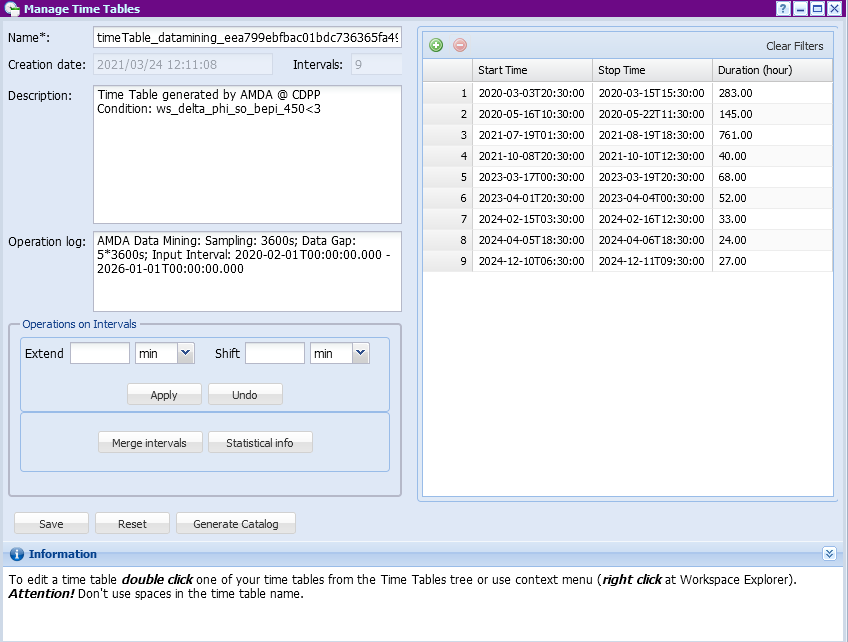 Manage Time Tables
Name*: timeTable_datamining_eea799ebfbac01bdc736365fa49
Creation date: 2021/03/24 12:11:08 Intervals: 9
Description: Time Table generated by AMDA @ CDPP
Condition: ws_delta_phi_so_bepi_450<3
Operation log: AMDA Data Mining: Sampling: 3600s; Data Gap:
5*3600s; Input Interval: 2020-02-01T00:00:00.000 -
2026-01-01T00:00:00.000
Operations on Intervals
Extend min Shift min
Apply Undo
Merge intervals Statistical info
Save Reset Generate Catalog
Clear Filters
Start Time Stop Time Duration (hour)
1 2020-03-03T20:30:00 2020-03-15T15:30:00 283.00
2 2020-05-16T10:30:00 2020-05-22T11:30:00 145.00
3 2021-07-19T01:30:00 2021-08-19T18:30:00 761.00
4 2021-10-08T20:30:00 2021-10-10T12:30:00 40.00
5 2023-03-17T00:30:00 2023-03-19T20:30:00 68.00
6 2023-04-01T20:30:00 2023-04-04T00:30:00 52.00
7 2024-02-15T03:30:00 2024-02-16T12:30:00 33.00
8 2024-04-05T18:30:00 2024-04-06T18:30:00 24.00
9 2024-12-10T06:30:00 2024-12-11T09:30:00 27.00
Information
To edit a time table double click one of your time tables from the Time Tables tree or use context menu (right click at Workspace Explorer).
Attention! Don't use spaces in the time table name.